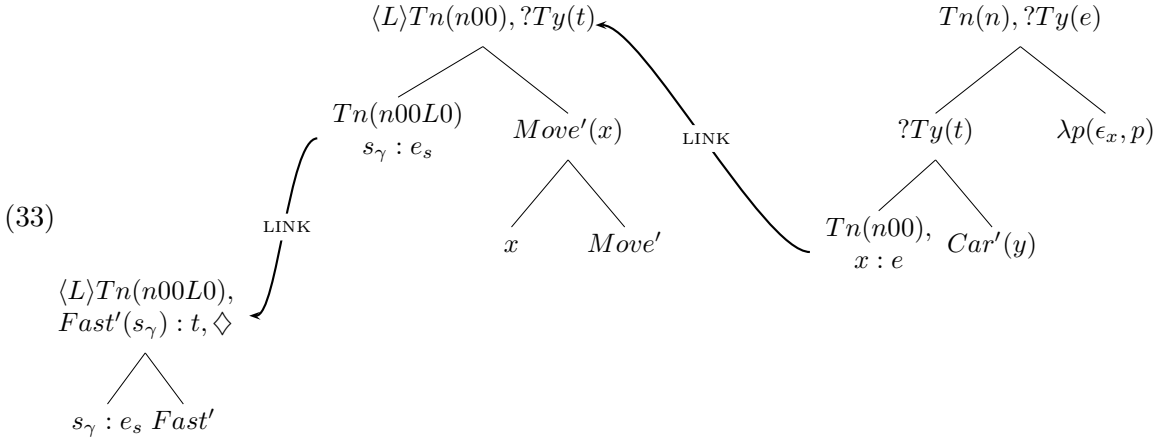 ⟨L⟩Tn(n00), ?Ty(t)
Tn(n), ?Ty(e)
Tn(n00L0)
s_γ : e_s
Move′(x)
LINK
?Ty(t)
λp(ϵ_x, p)
(33)
LINK
x
Move′
Tn(n00),
x : e
Car′(y)
⟨L⟩Tn(n00L0),
Fast′(s_γ) : t, ♢
s_γ : e_s
Fast′